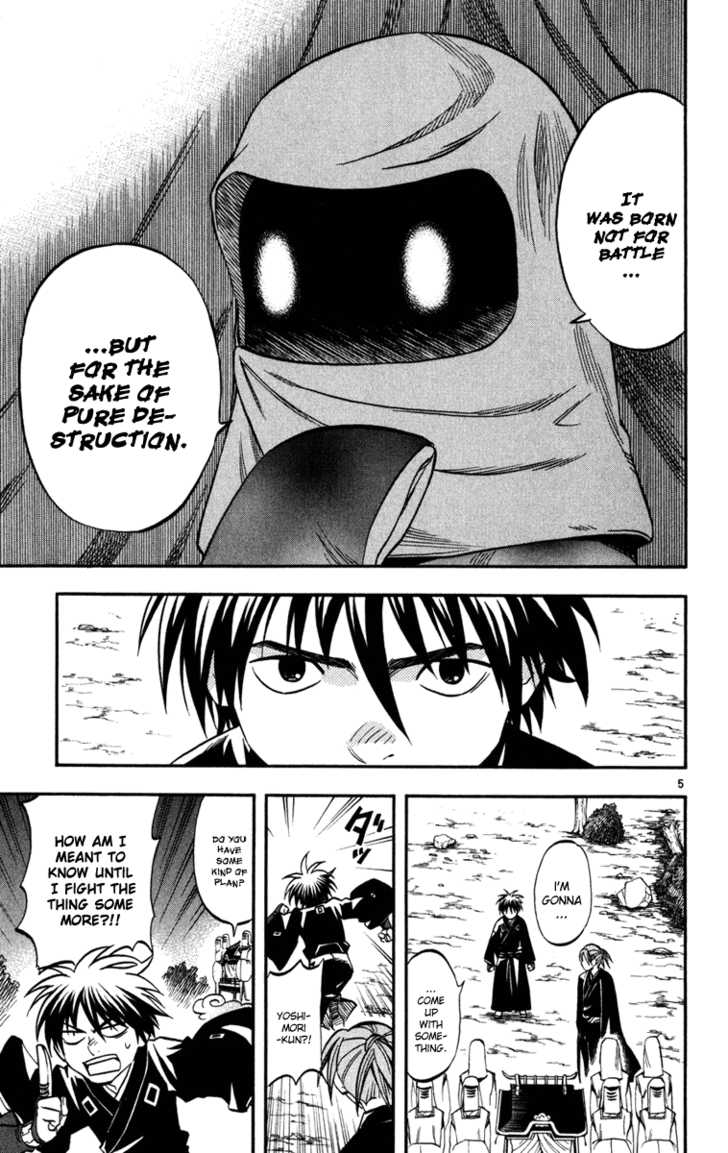 IT
WAS BORN
NOT FOR
BATTLE
...
...BUT
FOR THE
SAKE OF
PURE DE-
STRUCTION.
5
I'M
GONNA
...
... COME
UP
WITH
SOME-
THING.
ダッ
YOSHI-
MORI
-KUN?!
DO YOU
HAVE
SOME
KIND OF
PLAN?
HOW AM I
MEANT TO
KNOW UNTIL
I FIGHT THE
THING SOME
MORE?!!